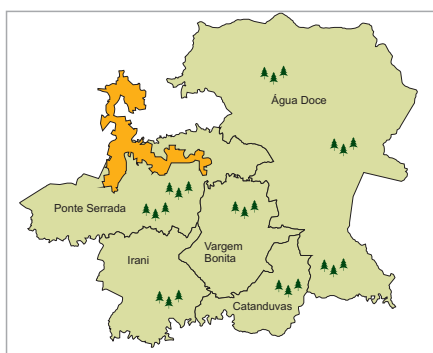 Água Doce
Ponte Serrada
Irani
Vargem
Bonita
Catanduvas